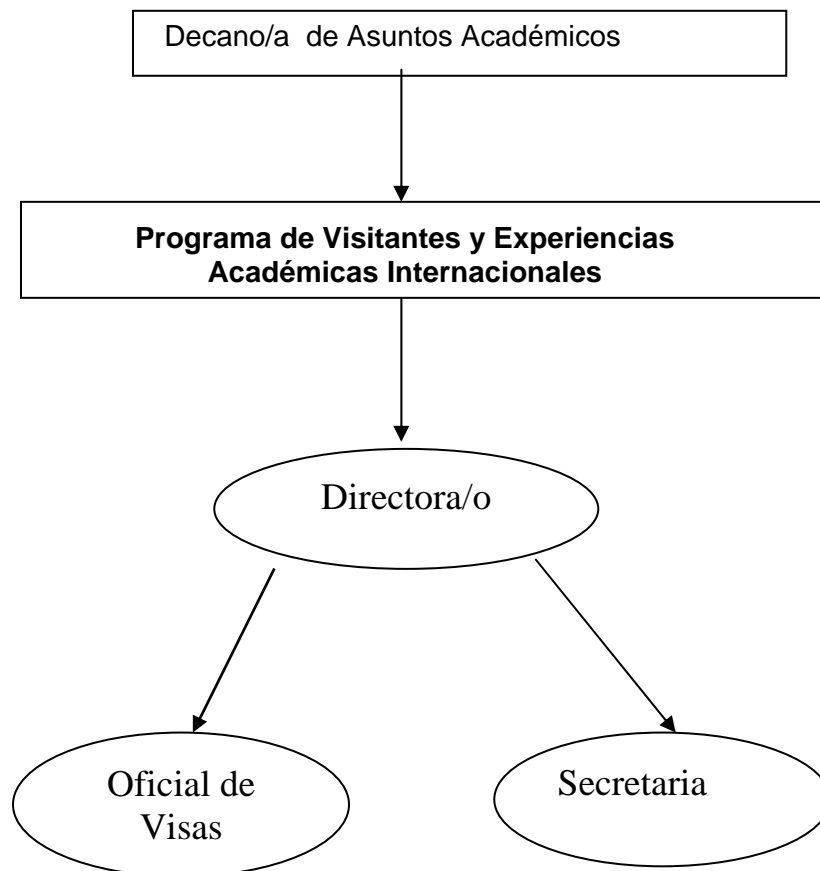 Decano/a  de Asuntos Académicos
Programa de Visitantes y Experiencias
Académicas Internacionales
Directora/o
Oficial de
Visas
Secretaria